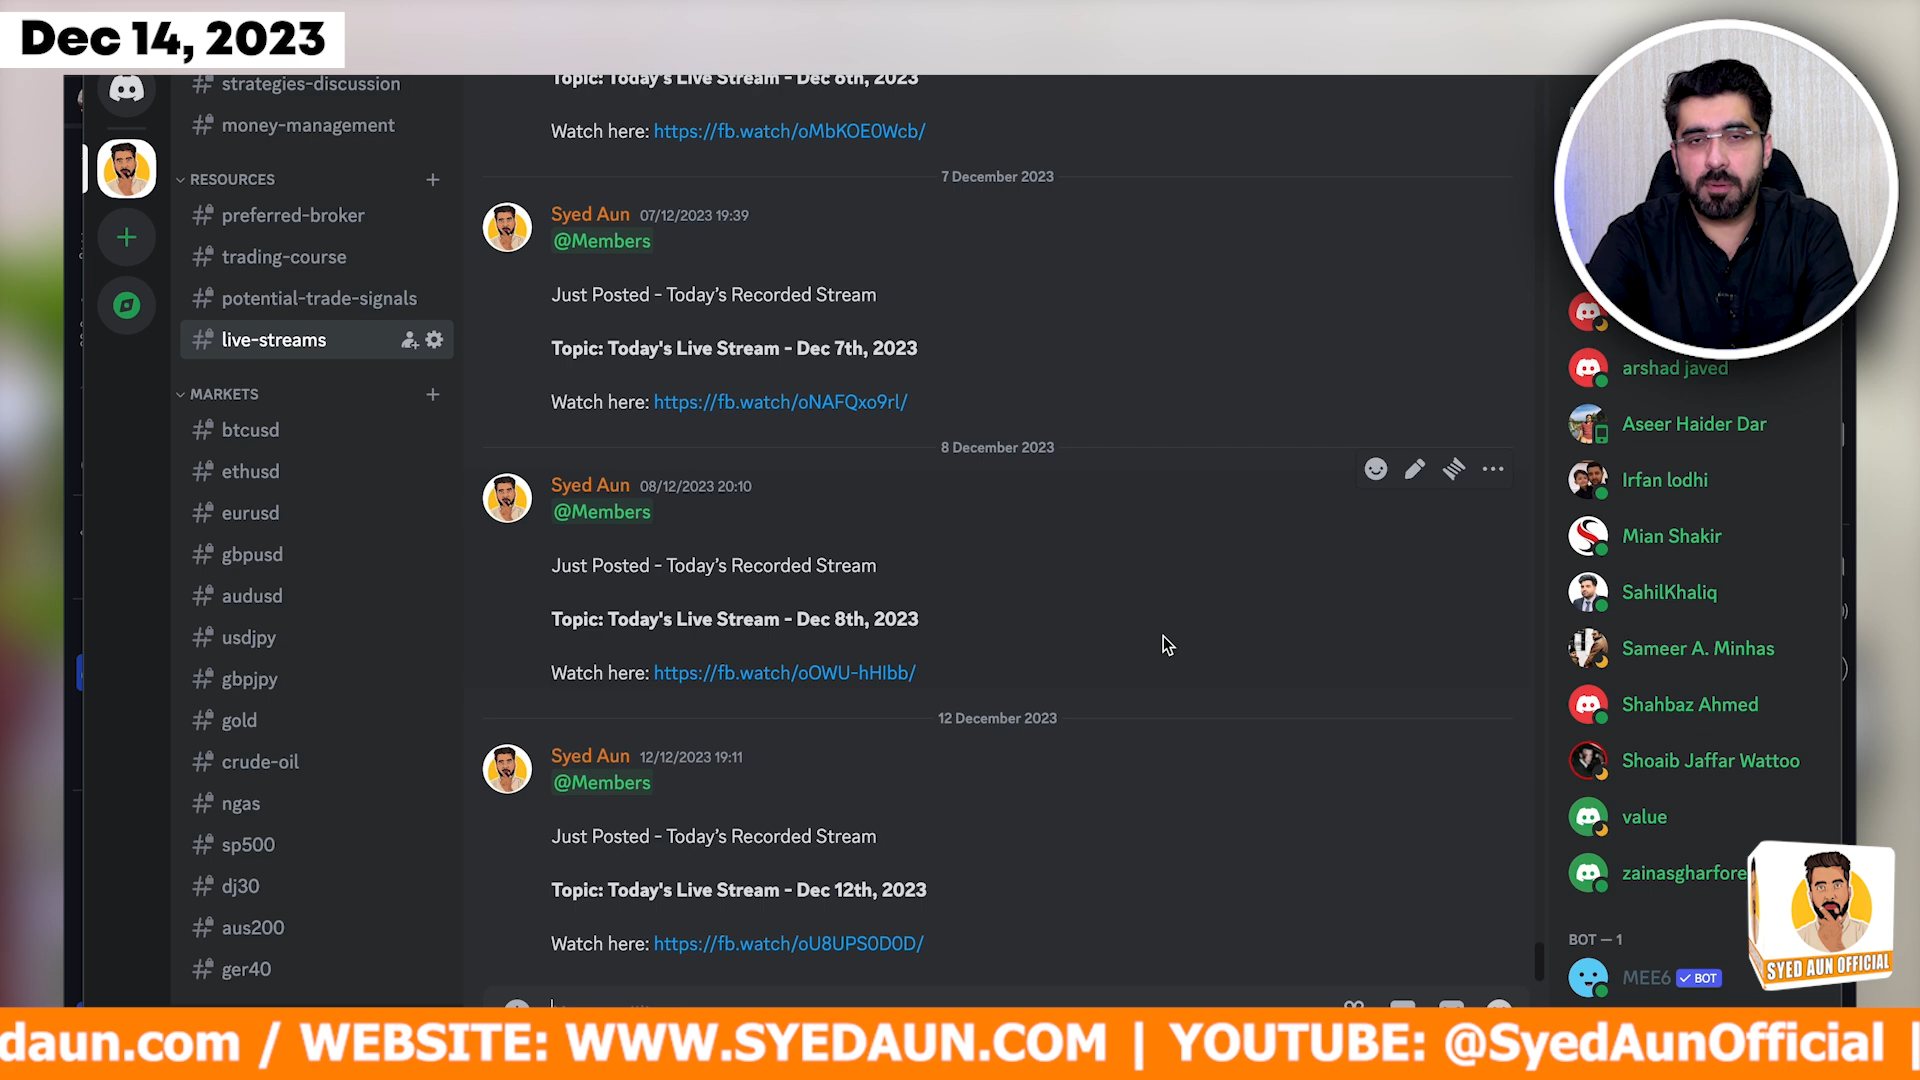 Dec 14, 2023
strategies-discussion
money-management
RESOURCES
preferred-broker
trading-course
potential-trade-signals
live-streams
MARKETS
btcusd
ethusd
eurusd
gbpusd
audusd
usdjpy
gbpjpy
gold
crude-oil
ngas
sp500
dj30
aus200
ger40
Topic: Today's Live Stream - Dec 6th, 2023
Watch here: https://fb.watch/oMbKOE0Wcb/
7 December 2023
Syed Aun 07/12/2023 19:39
@Members
Just Posted - Today's Recorded Stream
Topic: Today's Live Stream - Dec 7th, 2023
Watch here: https://fb.watch/oNAFQxo9rl/
8 December 2023
Syed Aun 08/12/2023 20:10
@Members
Just Posted - Today's Recorded Stream
Topic: Today's Live Stream - Dec 8th, 2023
Watch here: https://fb.watch/oOWU-hHIbb/
12 December 2023
Syed Aun 12/12/2023 19:11
@Members
Just Posted - Today's Recorded Stream
Topic: Today's Live Stream - Dec 12th, 2023
Watch here: https://fb.watch/oU8UPS0D0D/
arshad javed
Aseer Haider Dar
Irfan lodhi
Mian Shakir
SahilKhaliq
Sameer A. Minhas
Shahbaz Ahmed
Shoaib Jaffar Wattoo
value
zainasgharfore
BOT — 1
MEE6 BOT
SYED AUN OFFICIAL
daun.com / WEBSITE: WWW.SYEDAUN.COM | YOUTUBE: @SyedAunOfficial |